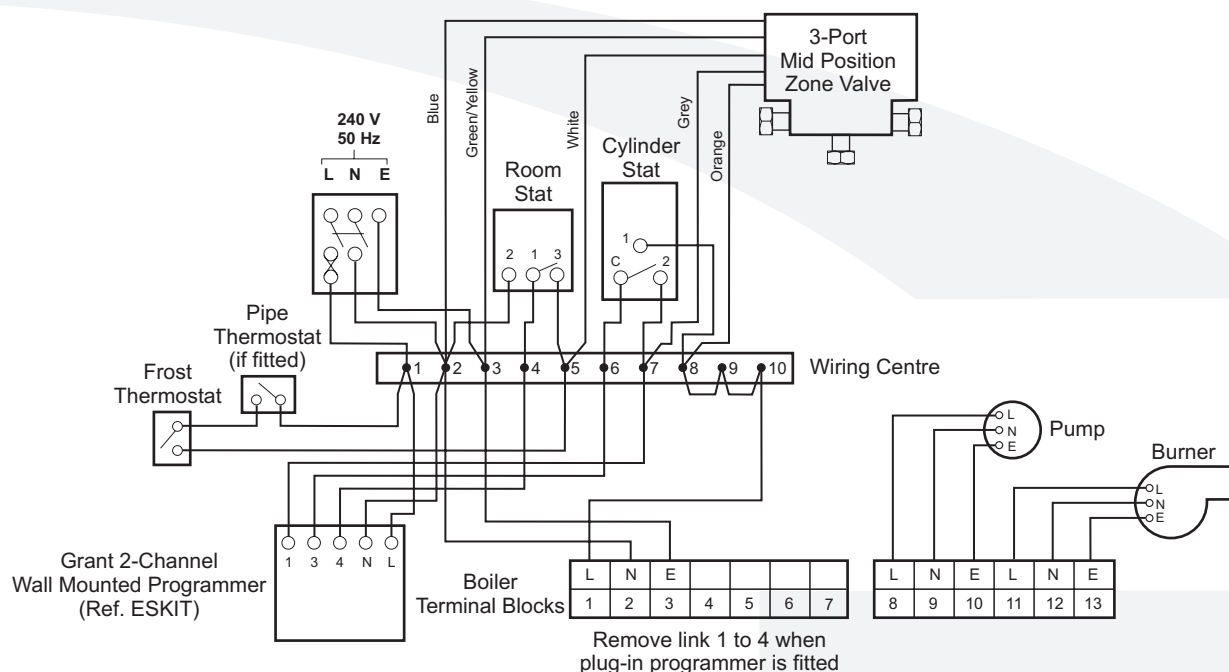 3-Port
Mid Position
Zone Valve
Blue
Green/Yellow
White
Grey
Orange
240 V
50 Hz
L N E
Room
Stat
2 1 3
Cylinder
Stat
1
C 2
Pipe
Thermostat
(if fitted)
Frost
Thermostat
1 2 3 4 5 6 7 8 9 10
Wiring Centre
L
N
E
Pump
Burner
L
N
E
1 3 4 N L
Grant 2-Channel
Wall Mounted Programmer
(Ref. ESKIT)
Boiler
Terminal Blocks
L N E
1 2 3 4 5 6 7
L N E L N E
8 9 10 11 12 13
Remove link 1 to 4 when
plug-in programmer is fitted